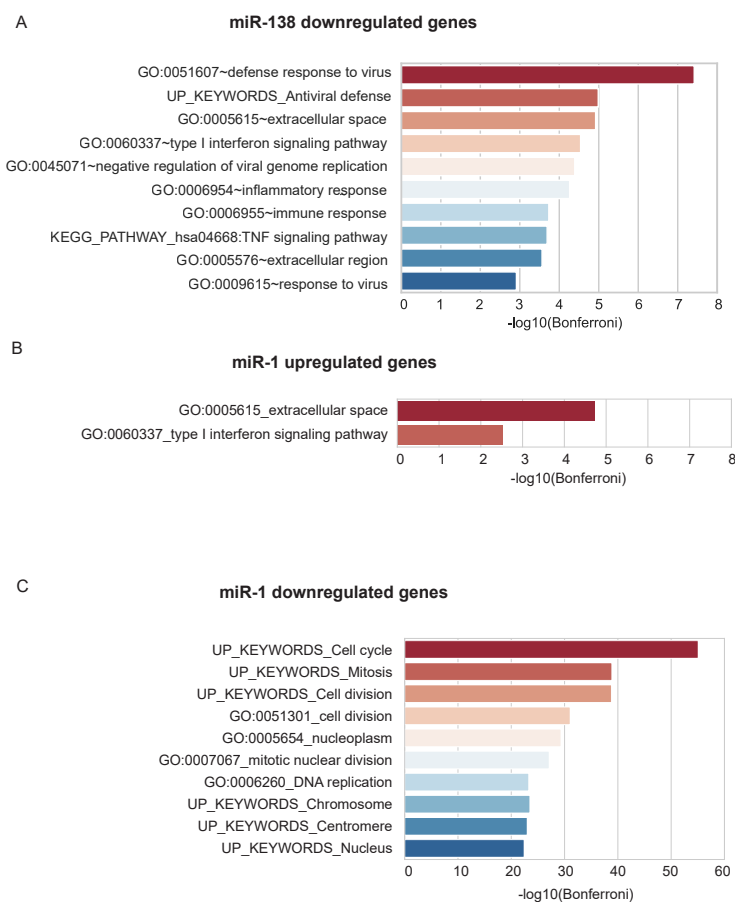 A
miR-138 downregulated genes
GO:0051607~defense response to virus
UP_KEYWORDS_Antiviral defense
GO:0005615~extracellular space
GO:0060337~type I interferon signaling pathway
GO:0045071~negative regulation of viral genome replication
GO:0006954~inflammatory response
GO:0006955~immune response
KEGG_PATHWAY_hsa04668:TNF signaling pathway
GO:0005576~extracellular region
GO:0009615~response to virus
0 1 2 3 4 5 6 7 8
-log10(Bonferroni)
B
miR-1 upregulated genes
GO:0005615_extracellular space
GO:0060337_type I interferon signaling pathway
0 1 2 3 4 5 6 7 8
-log10(Bonferroni)
C
miR-1 downregulated genes
UP_KEYWORDS_Cell cycle
UP_KEYWORDS_Mitosis
UP_KEYWORDS_Cell division
GO:0051301_cell division
GO:0005654_nucleoplasm
GO:0007067_mitotic nuclear division
GO:0006260_DNA replication
UP_KEYWORDS_Chromosome
UP_KEYWORDS_Centromere
UP_KEYWORDS_Nucleus
0 10 20 30 40 50 60
-log10(Bonferroni)